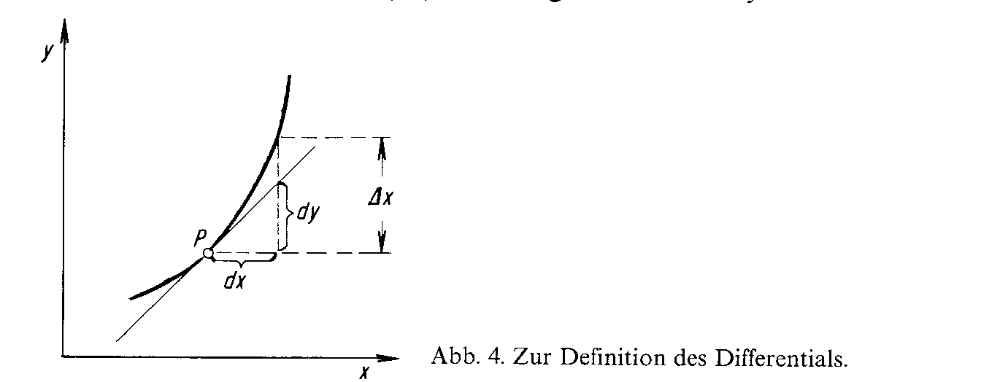 y
Δx
dy
P
dx
x
Abb. 4. Zur Definition des Differentials.